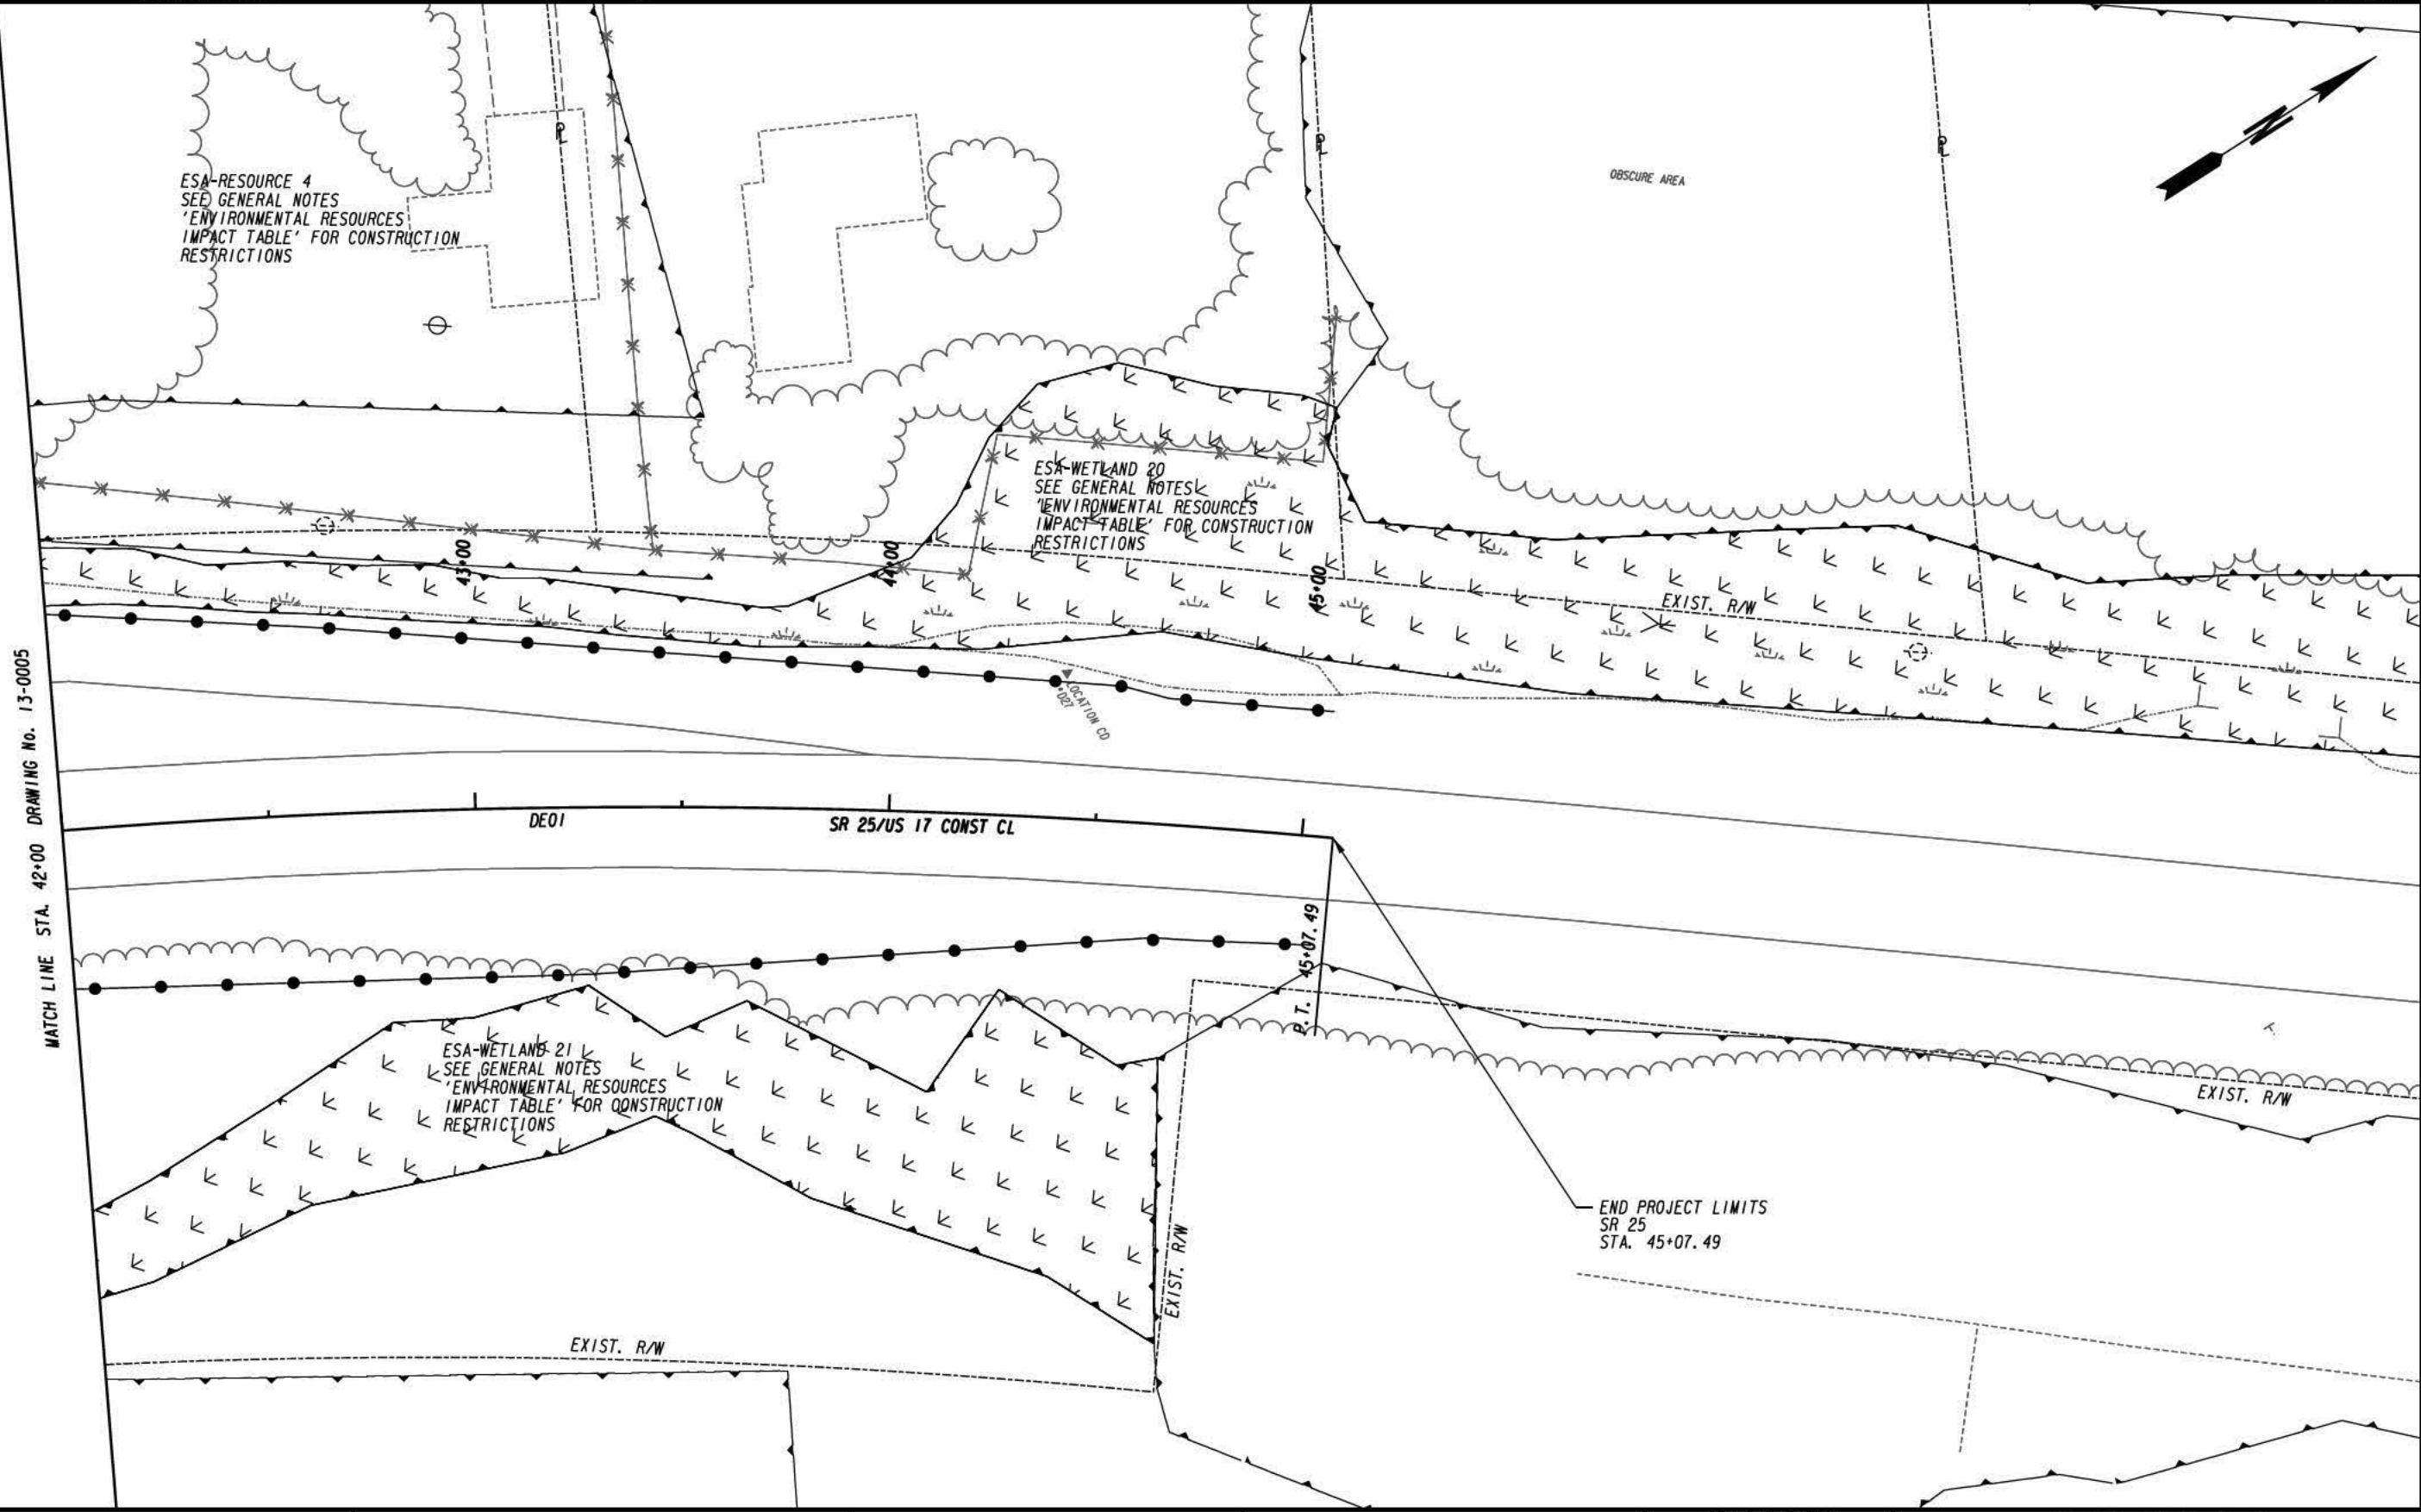 ESA-RESOURCE 4
SEE GENERAL NOTES
'ENVIRONMENTAL RESOURCES
IMPACT TABLE' FOR CONSTRUCTION
RESTRICTIONS
PL
PL
PL
OBSCURE AREA
N
ESA-WETLAND 20
SEE GENERAL NOTES
'ENVIRONMENTAL RESOURCES
IMPACT TABLE' FOR CONSTRUCTION
RESTRICTIONS
43+00
44+00
45+00
EXIST. R/W
LOCATION CD
*D27
MATCH LINE STA. 42+00 DRAWING No. 13-0005
DE01
SR 25/US 17 CONST CL
P.T. 45+07.49
ESA-WETLAND 21
SEE GENERAL NOTES
'ENVIRONMENTAL RESOURCES
IMPACT TABLE' FOR CONSTRUCTION
RESTRICTIONS
EXIST. R/W
END PROJECT LIMITS
SR 25
STA. 45+07.49
EXIST. R/W
EXIST. R/W